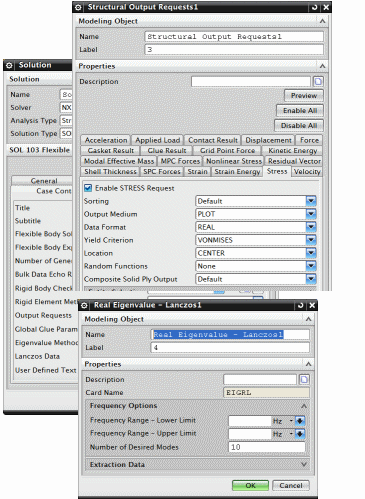 Structural Output Requests1
Modeling Object
Name Structural Output Requests1
Label 3
Properties
Description
Preview
Enable All
Disable All
Acceleration Applied Load Contact Result Displacement Force
Gasket Result Glue Result Grid Point Force Kinetic Energy
Modal Effective Mass MPC Forces Nonlinear Stress Residual Vector
Shell Thickness SPC Forces Strain Strain Energy Stress Velocity
Enable STRESS Request
Sorting Default
Output Medium PLOT
Data Format REAL
Yield Criterion VONMISES
Location CENTER
Random Functions None
Composite Solid Ply Output Default
Solution
Solution
Name So
Solver NX
Analysis Type Str
Solution Type SO
SOL 103 Flexible
General
Case Cont
Title
Subtitle
Flexible Body Sol
Flexible Body Exp
Number of Gener
Bulk Data Echo R
Rigid Body Check
Rigid Element Met
Output Requests
Global Glue Param
Eigenvalue Method
Lanczos Data
User Defined Text
Real Eigenvalue - Lanczos1
Modeling Object
Name Real Eigenvalue - Lanczos1
Label 4
Properties
Description
Card Name EIGRL
Frequency Options
Frequency Range - Lower Limit Hz
Frequency Range - Upper Limit Hz
Number of Desired Modes 10
Extraction Data
OK Cancel